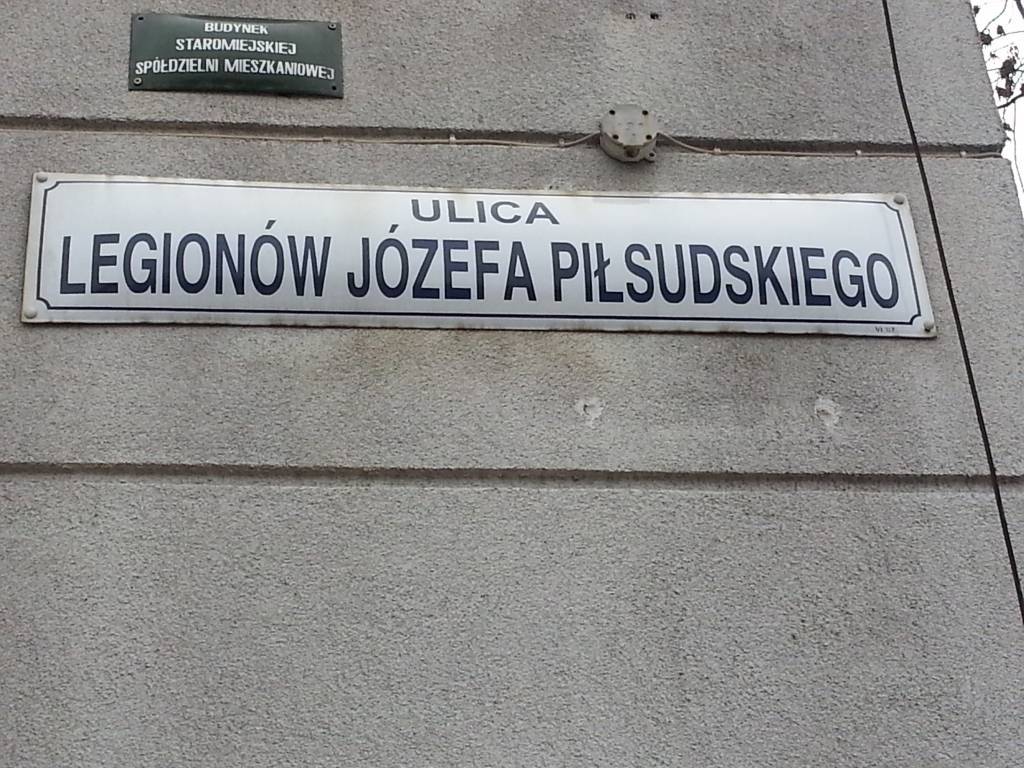 BUDYNEK
STAROMIEJSKIEJ
SPÓŁDZIELNI MIESZKANIOWEJ
ULICA
LEGIONÓW JÓZEFA PIŁSUDSKIEGO